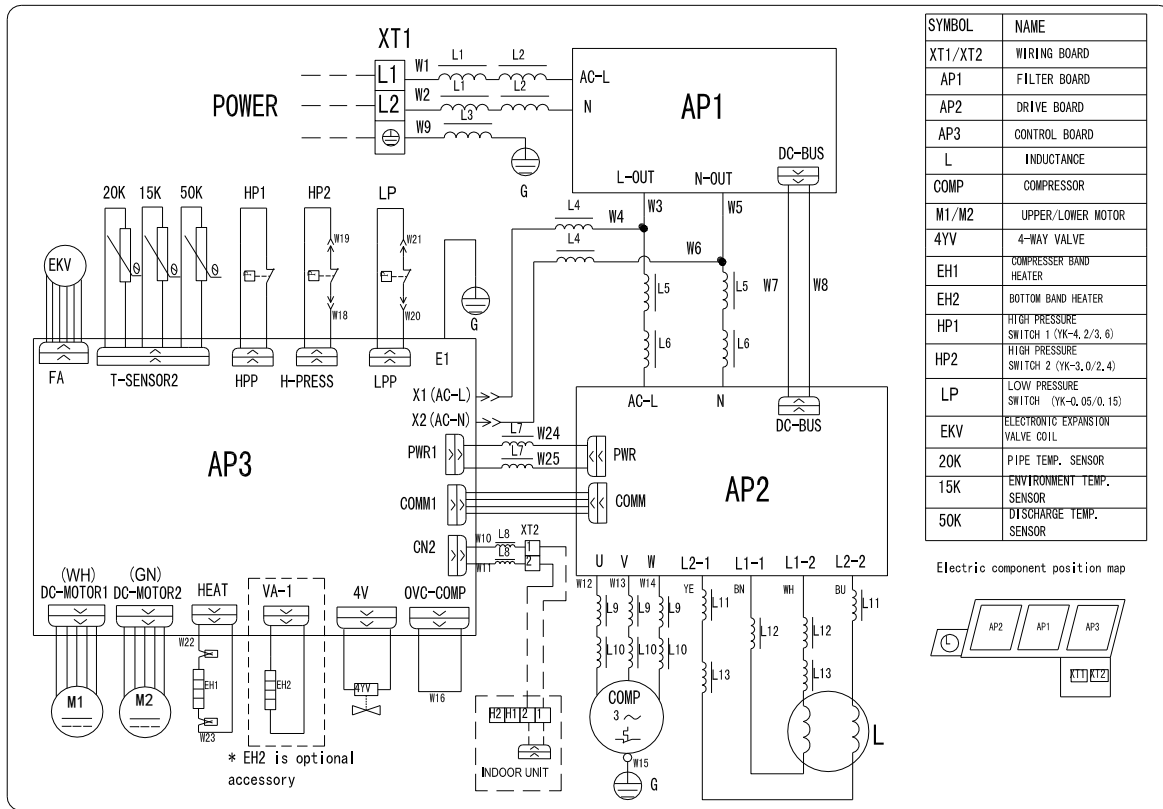 XT1
POWER
L1
L2
W1
L1
L2
W2
L1
L2
W9
L3
G
AC-L
N
AP1
DC-BUS
L-OUT
N-OUT
W3
W5
L4
W4
L4
W6
L5
L5
L6
L6
W7
W8
20K
15K
50K
HP1
HP2
LP
EKV
θ
θ
θ
W19
W18
W21
W20
G
FA
T-SENSOR2
HPP
H-PRESS
LPP
E1
X1(AC-L)
X2(AC-N)
AP3
PWR1
L7
W24
L7
W25
PWR
COMM1
COMM
CN2
W10
L8
L8
W11
XT2
1
2
AC-L
N
DC-BUS
AP2
U
V
W
L2-1
L1-1
L1-2
L2-2
W12
W13
W14
YE
BN
WH
BU
L9
L9
L9
L10
L10
L10
L11
L12
L12
L11
L13
L13
COMP
3 ~
W15
G
L
(WH)
DC-MOTOR1
(GN)
DC-MOTOR2
HEAT
VA-1
4V
OVC-COMP
M1
M2
W22
EH1
W23
EH2
4YV
W16
* EH2 is optional
accessory
H2 H1 2 1
INDOOR UNIT
SYMBOL NAME
XT1/XT2 WIRING BOARD
AP1 FILTER BOARD
AP2 DRIVE BOARD
AP3 CONTROL BOARD
L INDUCTANCE
COMP COMPRESSOR
M1/M2 UPPER/LOWER MOTOR
4YV 4-WAY VALVE
EH1 COMPRESSER BAND
HEATER
EH2 BOTTOM BAND HEATER
HP1 HIGH PRESSURE
SWITCH 1 (YK-4.2/3.6)
HP2 HIGH PRESSURE
SWITCH 2 (YK-3.0/2.4)
LP LOW PRESSURE
SWITCH (YK-0.05/0.15)
EKV ELECTRONIC EXPANSION
VALVE COIL
20K PIPE TEMP. SENSOR
15K ENVIRONMENT TEMP.
SENSOR
50K DISCHARGE TEMP.
SENSOR
Electric component position map
L
AP2
AP1
AP3
XT1
XT2